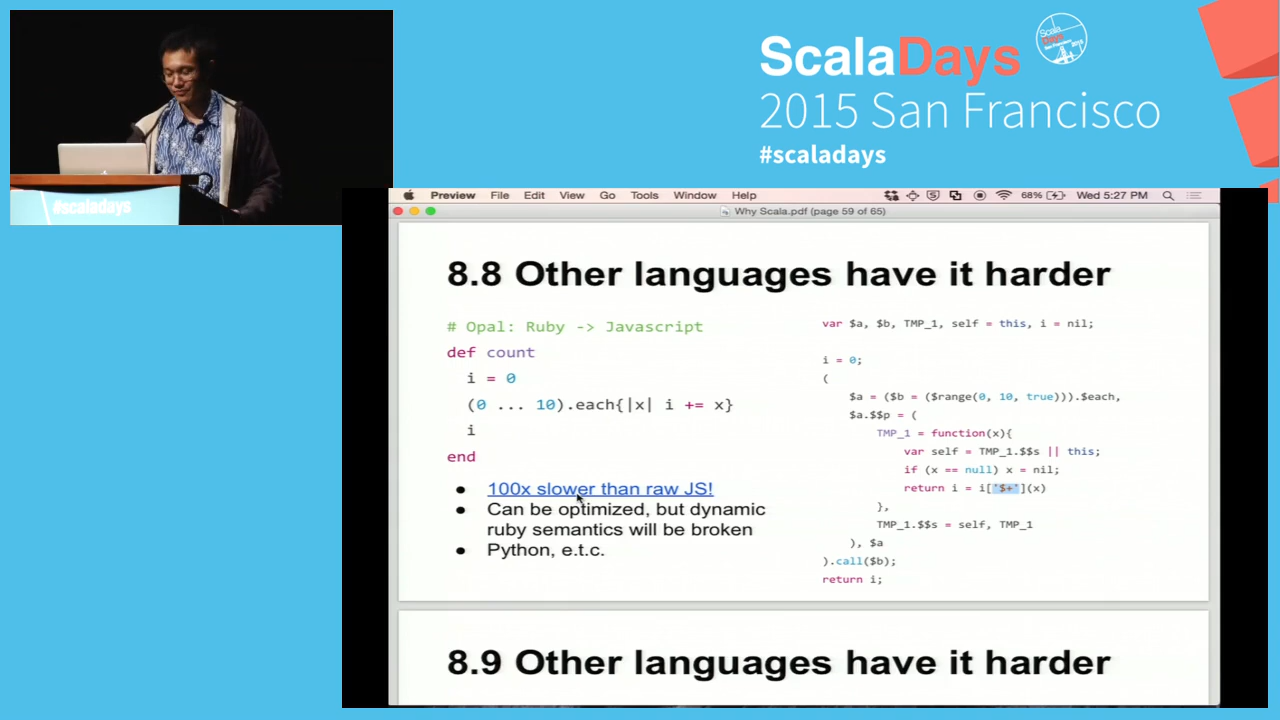 ScalaDays
2015 San Francisco
#scaladays
#scaladays
Preview File Edit View Go Tools Window Help 68% Wed 5:27 PM
Why Scala.pdf (page 59 of 65)
8.8 Other languages have it harder
# Opal: Ruby -> Javascript
def count
i = 0
(0 ... 10).each{|x| i += x}
i
end
● 100x slower than raw JS!
● Can be optimized, but dynamic
ruby semantics will be broken
● Python, e.t.c.
var $a, $b, TMP_1, self = this, i = nil;
i = 0;
(
$a = ($b = ($range(0, 10, true))).$each,
$a.$$p = (
TMP_1 = function(x){
var self = TMP_1.$$s || this;
if (x == null) x = nil;
return i = i['$+'](x)
},
TMP_1.$$s = self, TMP_1
), $a
).call($b);
return i;
8.9 Other languages have it harder